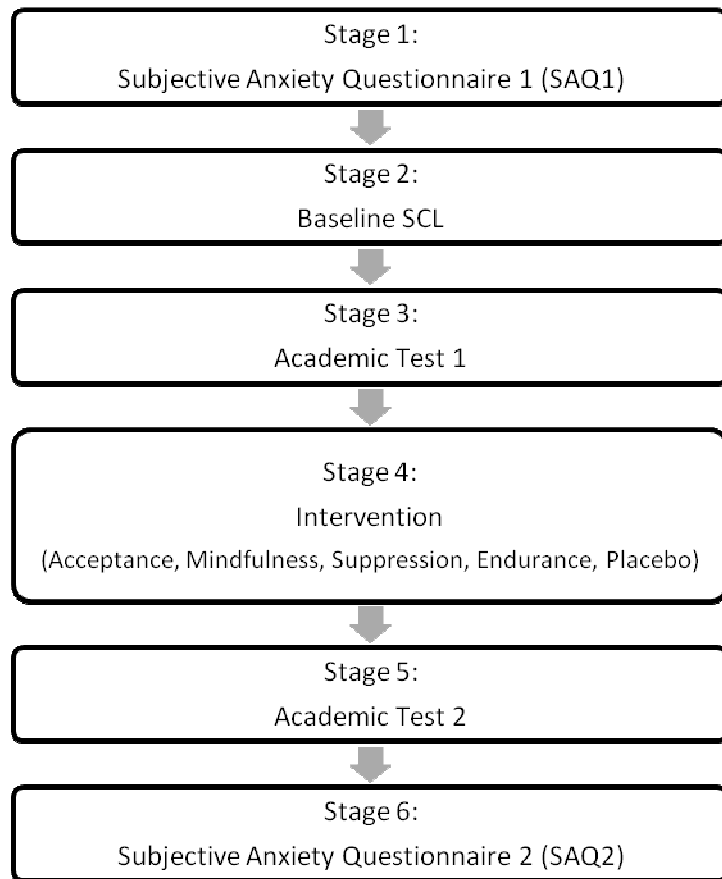 Stage 1:
Subjective Anxiety Questionnaire 1 (SAQ1)
Stage 2:
Baseline SCL
Stage 3:
Academic Test 1
Stage 4:
Intervention
(Acceptance, Mindfulness, Suppression, Endurance, Placebo)
Stage 5:
Academic Test 2
Stage 6:
Subjective Anxiety Questionnaire 2 (SAQ2)